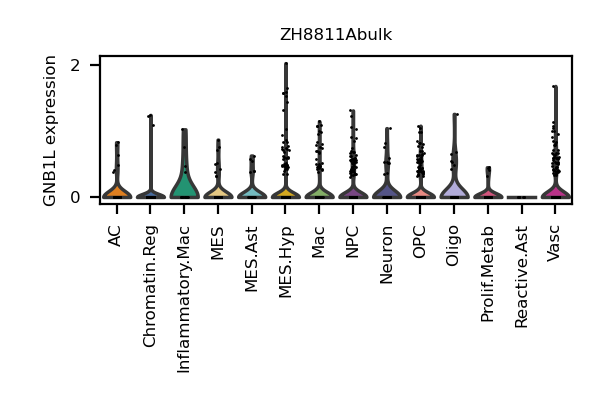 ZH8811Abulk
GNB1L expression
2
0
AC
Chromatin.Reg
Inflammatory.Mac
MES
MES.Ast
MES.Hyp
Mac
NPC
Neuron
OPC
Oligo
Prolif.Metab
Reactive.Ast
Vasc